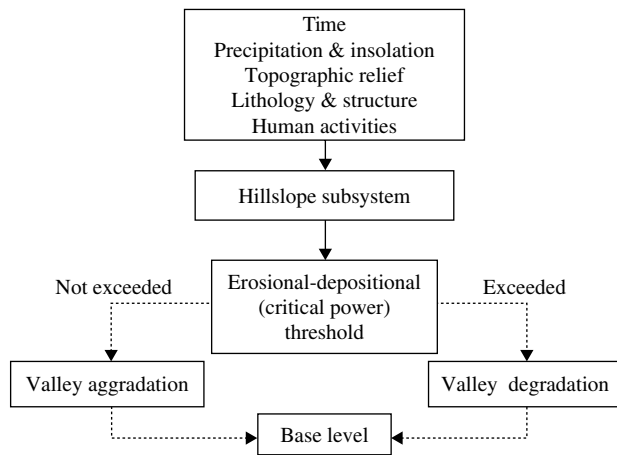 Time
Precipitation & insolation
Topographic relief
Lithology & structure
Human activities
Hillslope subsystem
Not exceeded
Erosional-depositional
(critical power)
threshold
Exceeded
Valley aggradation
Valley degradation
Base level